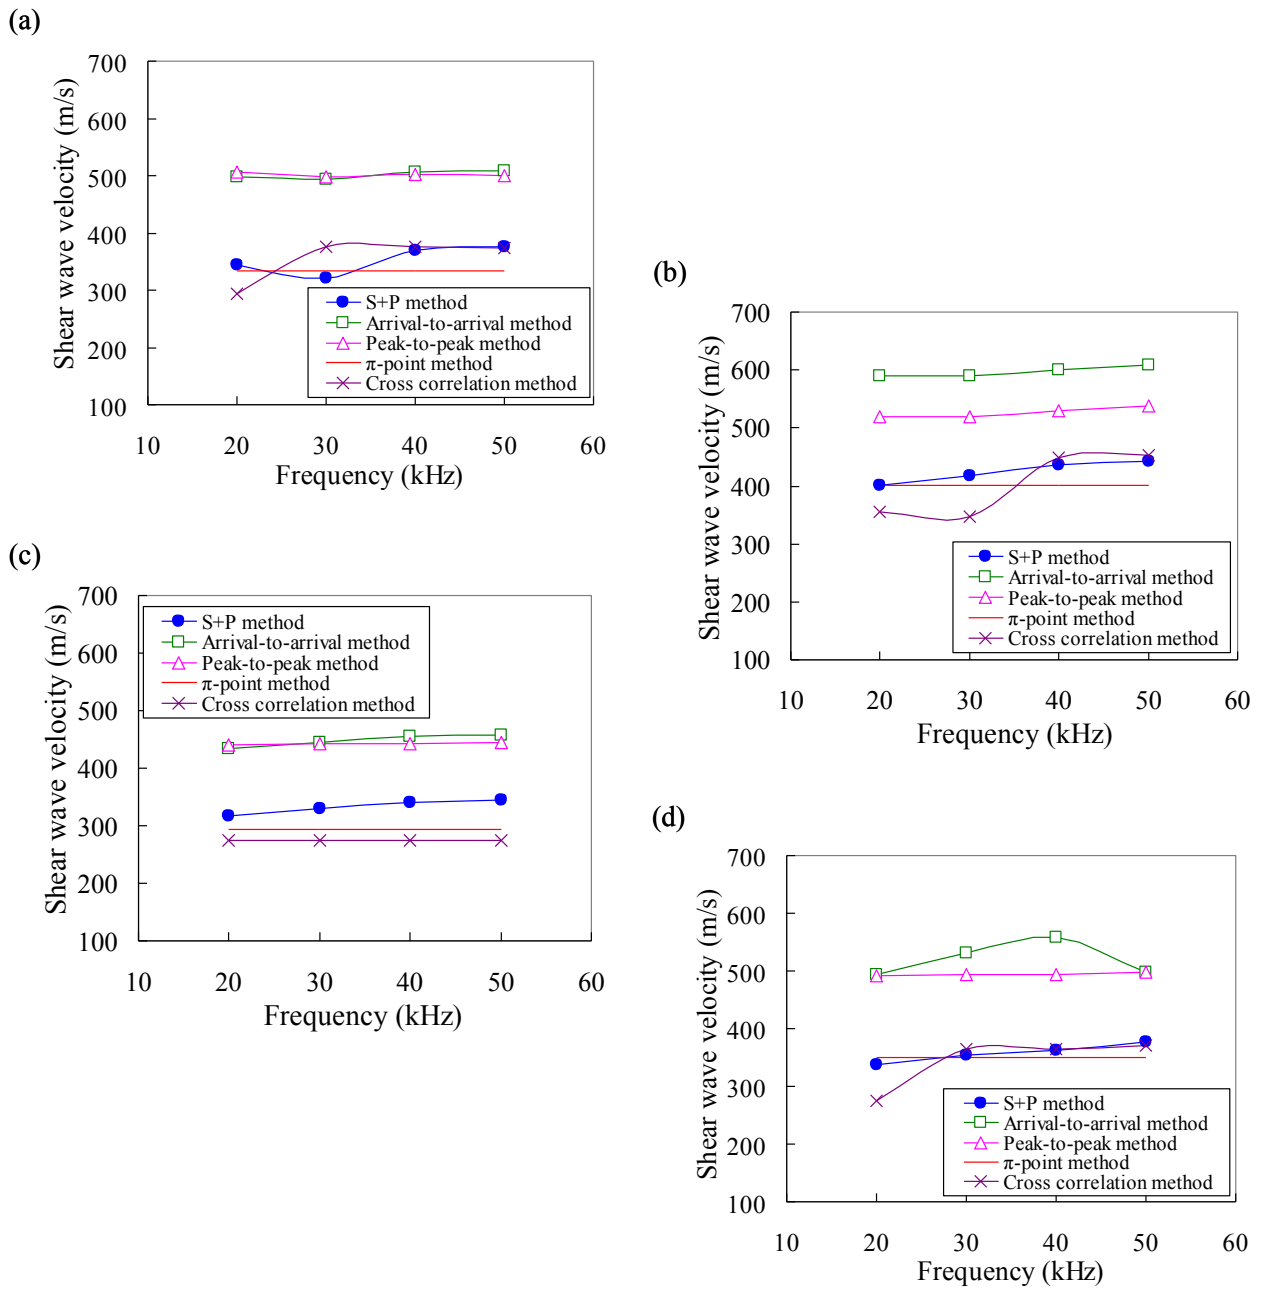 (a)
700
600
500
400
300
200
100
Shear wave velocity (m/s)
S+P method
Arrival-to-arrival method
Peak-to-peak method
π-point method
Cross correlation method
10 20 30 40 50 60
Frequency (kHz)
(b)
700
600
500
400
300
200
100
Shear wave velocity (m/s)
S+P method
Arrival-to-arrival method
Peak-to-peak method
π-point method
Cross correlation method
10 20 30 40 50 60
Frequency (kHz)
(c)
700
600
500
400
300
200
100
Shear wave velocity (m/s)
S+P method
Arrival-to-arrival method
Peak-to-peak method
π-point method
Cross correlation method
10 20 30 40 50 60
Frequency (kHz)
(d)
700
600
500
400
300
200
100
Shear wave velocity (m/s)
S+P method
Arrival-to-arrival method
Peak-to-peak method
π-point method
Cross correlation method
10 20 30 40 50 60
Frequency (kHz)